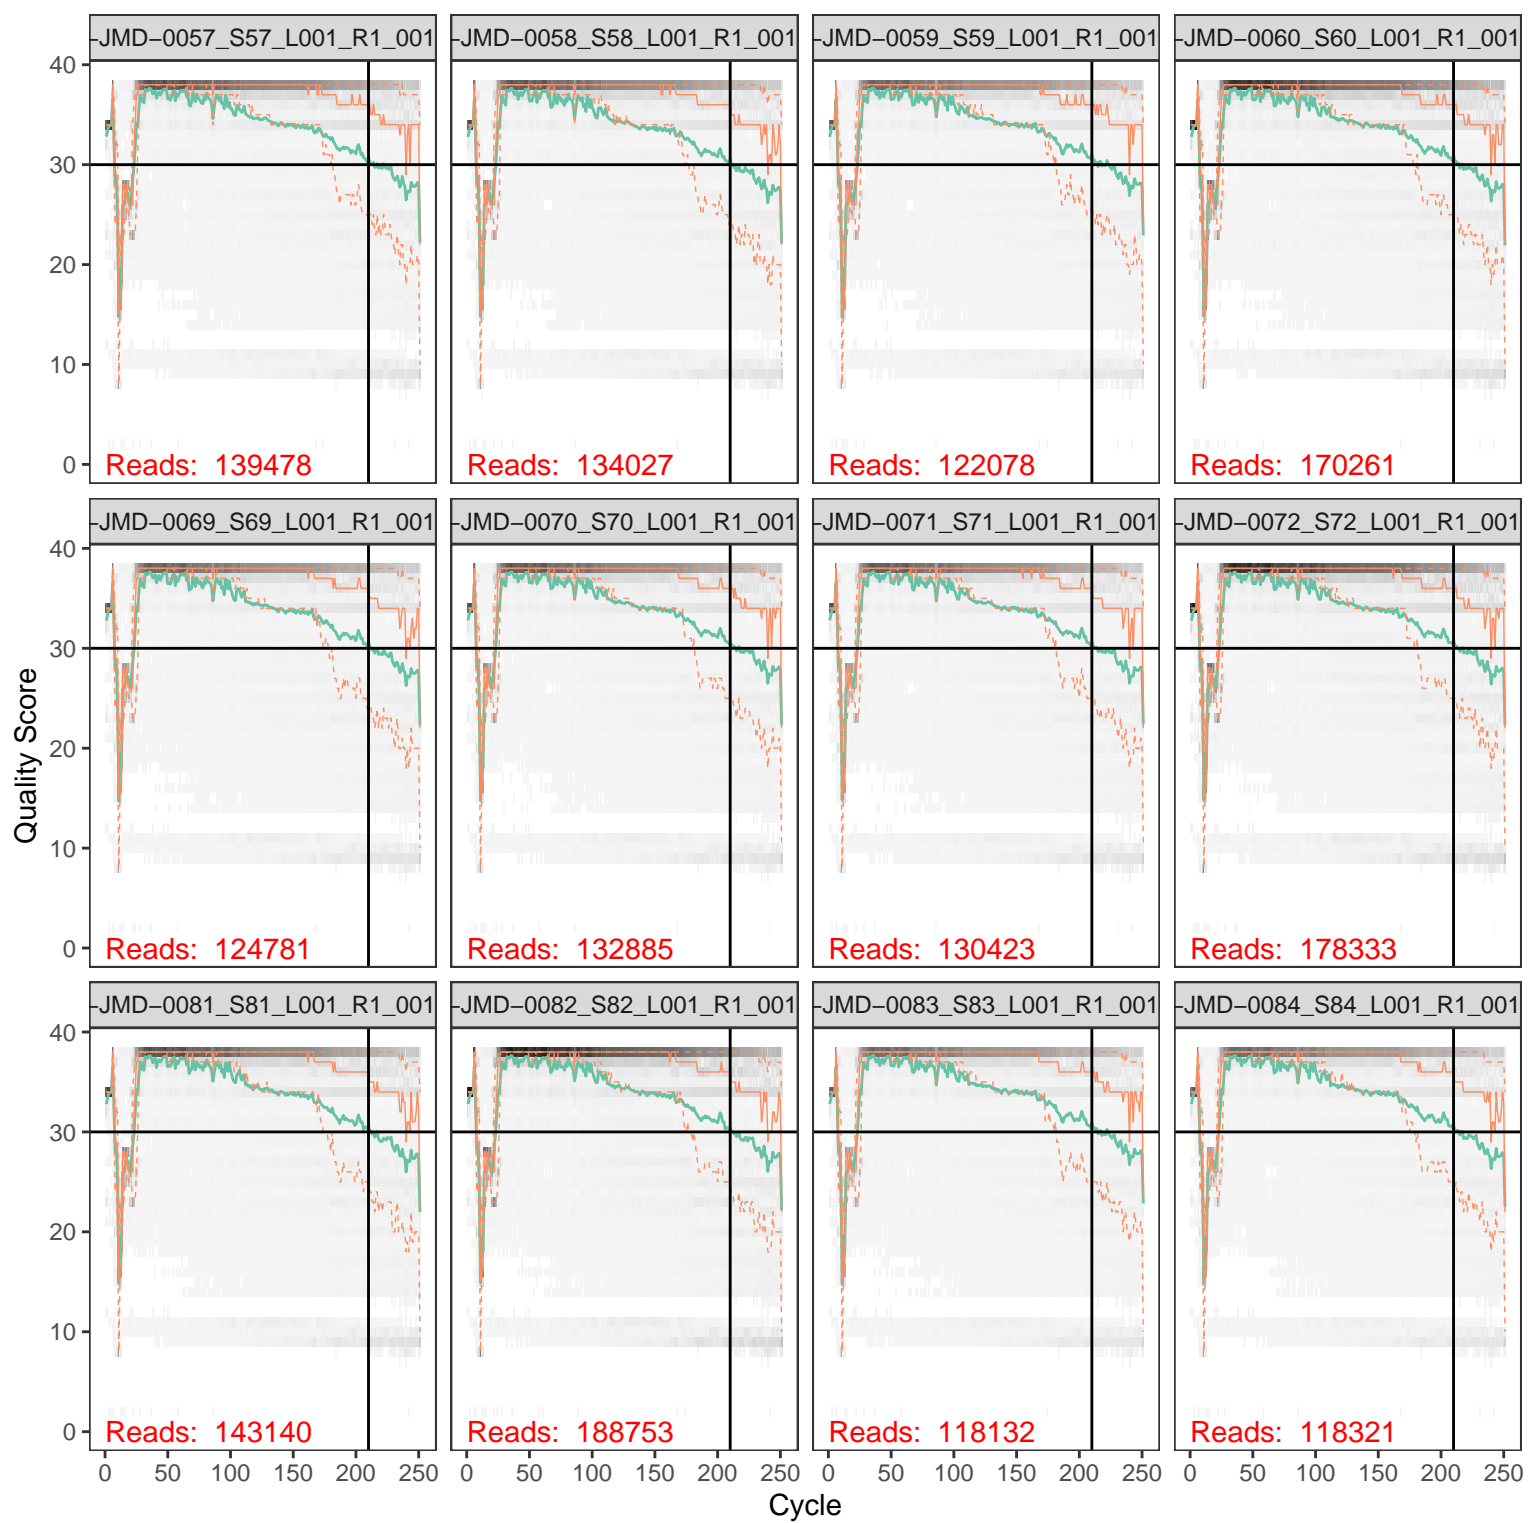 -JMD-0057_S57_L001_R1_001
-JMD-0058_S58_L001_R1_001
-JMD-0059_S59_L001_R1_001
-JMD-0060_S60_L001_R1_001
40
30
20
10
0
Reads: 139478
Reads: 134027
Reads: 122078
Reads: 170261
-JMD-0069_S69_L001_R1_001
-JMD-0070_S70_L001_R1_001
-JMD-0071_S71_L001_R1_001
-JMD-0072_S72_L001_R1_001
40
30
20
10
0
Reads: 124781
Reads: 132885
Reads: 130423
Reads: 178333
Quality Score
-JMD-0081_S81_L001_R1_001
-JMD-0082_S82_L001_R1_001
-JMD-0083_S83_L001_R1_001
-JMD-0084_S84_L001_R1_001
40
30
20
10
0
Reads: 143140
Reads: 188753
Reads: 118132
Reads: 118321
0 50 100 150 200 250
0 50 100 150 200 250
0 50 100 150 200 250
0 50 100 150 200 250
Cycle